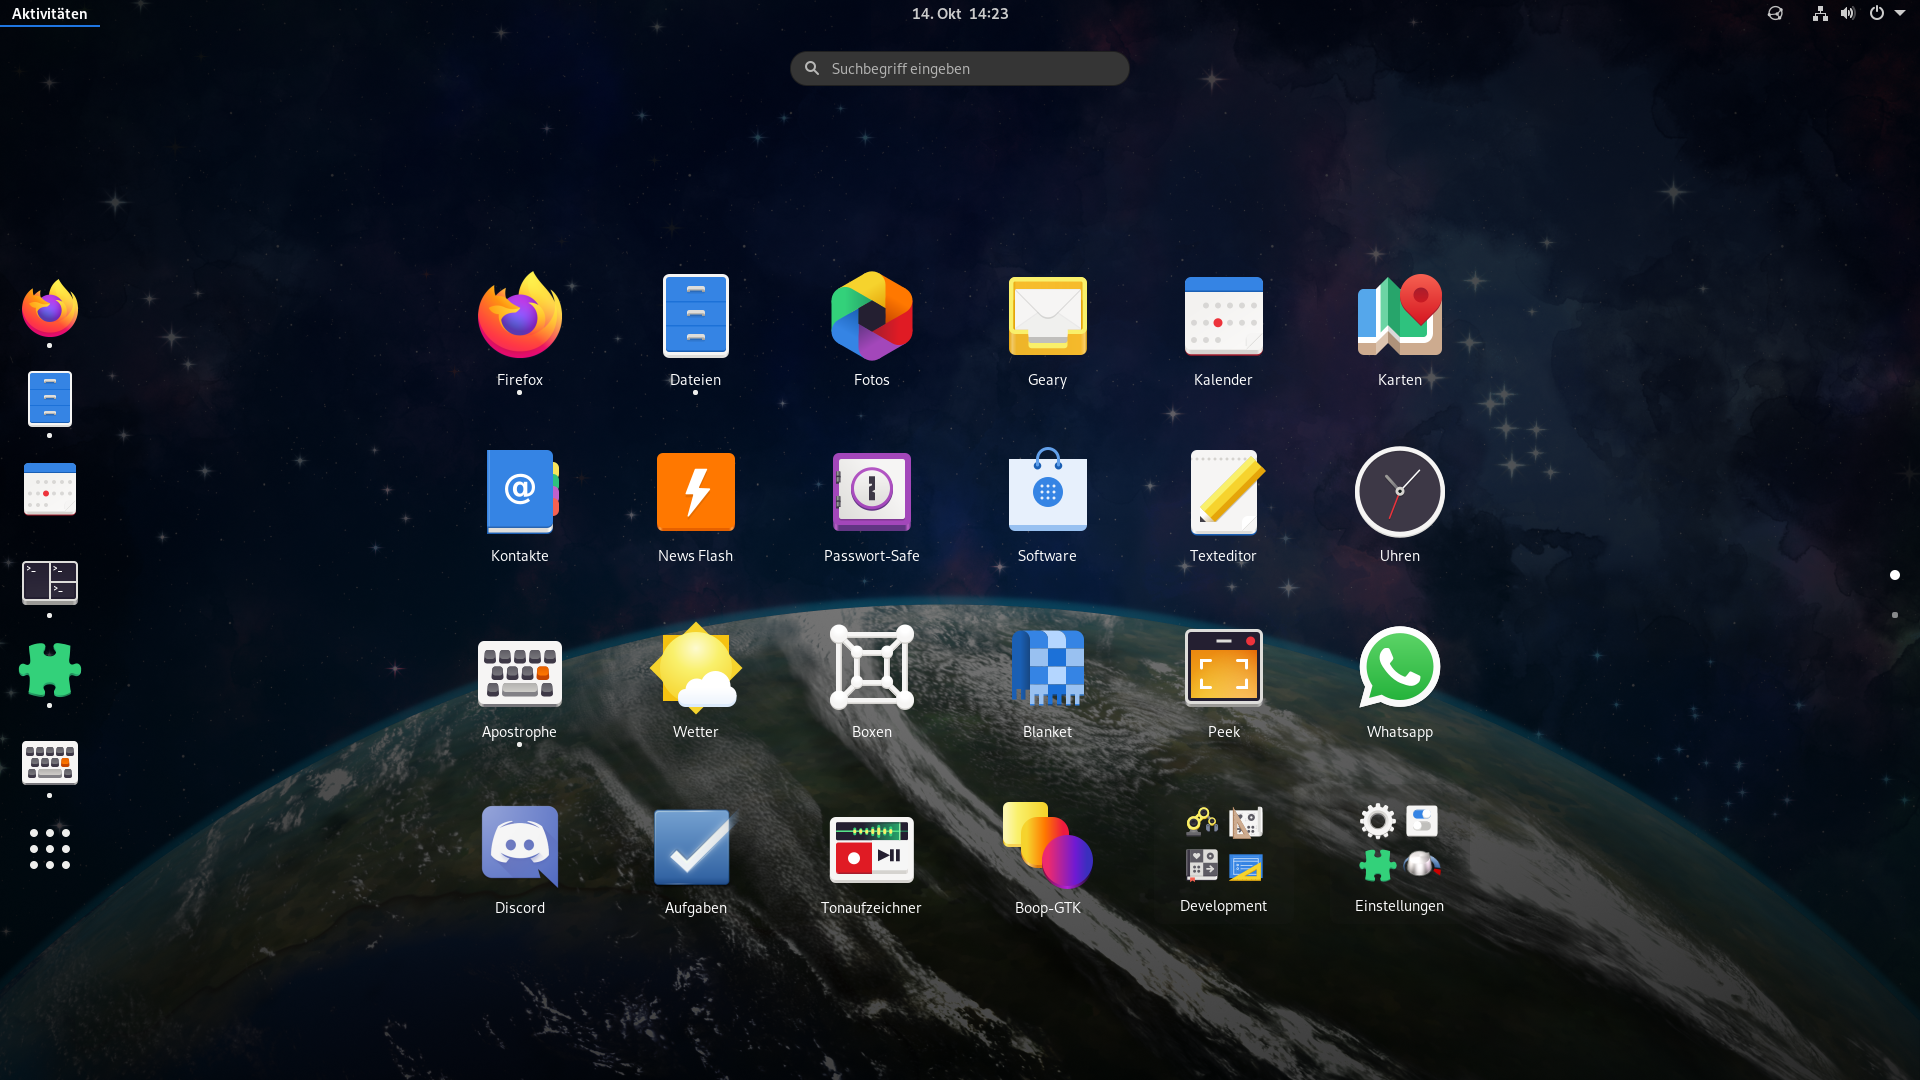 Aktivitäten
14. Okt 14:23
Suchbegriff eingeben
Firefox
Dateien
Fotos
Geary
Kalender
Karten
Kontakte
News Flash
Passwort-Safe
Software
Texteditor
Uhren
Apostrophe
Wetter
Boxen
Blanket
Peek
Whatsapp
Discord
Aufgaben
Tonaufzeichner
Boop-GTK
Development
Einstellungen